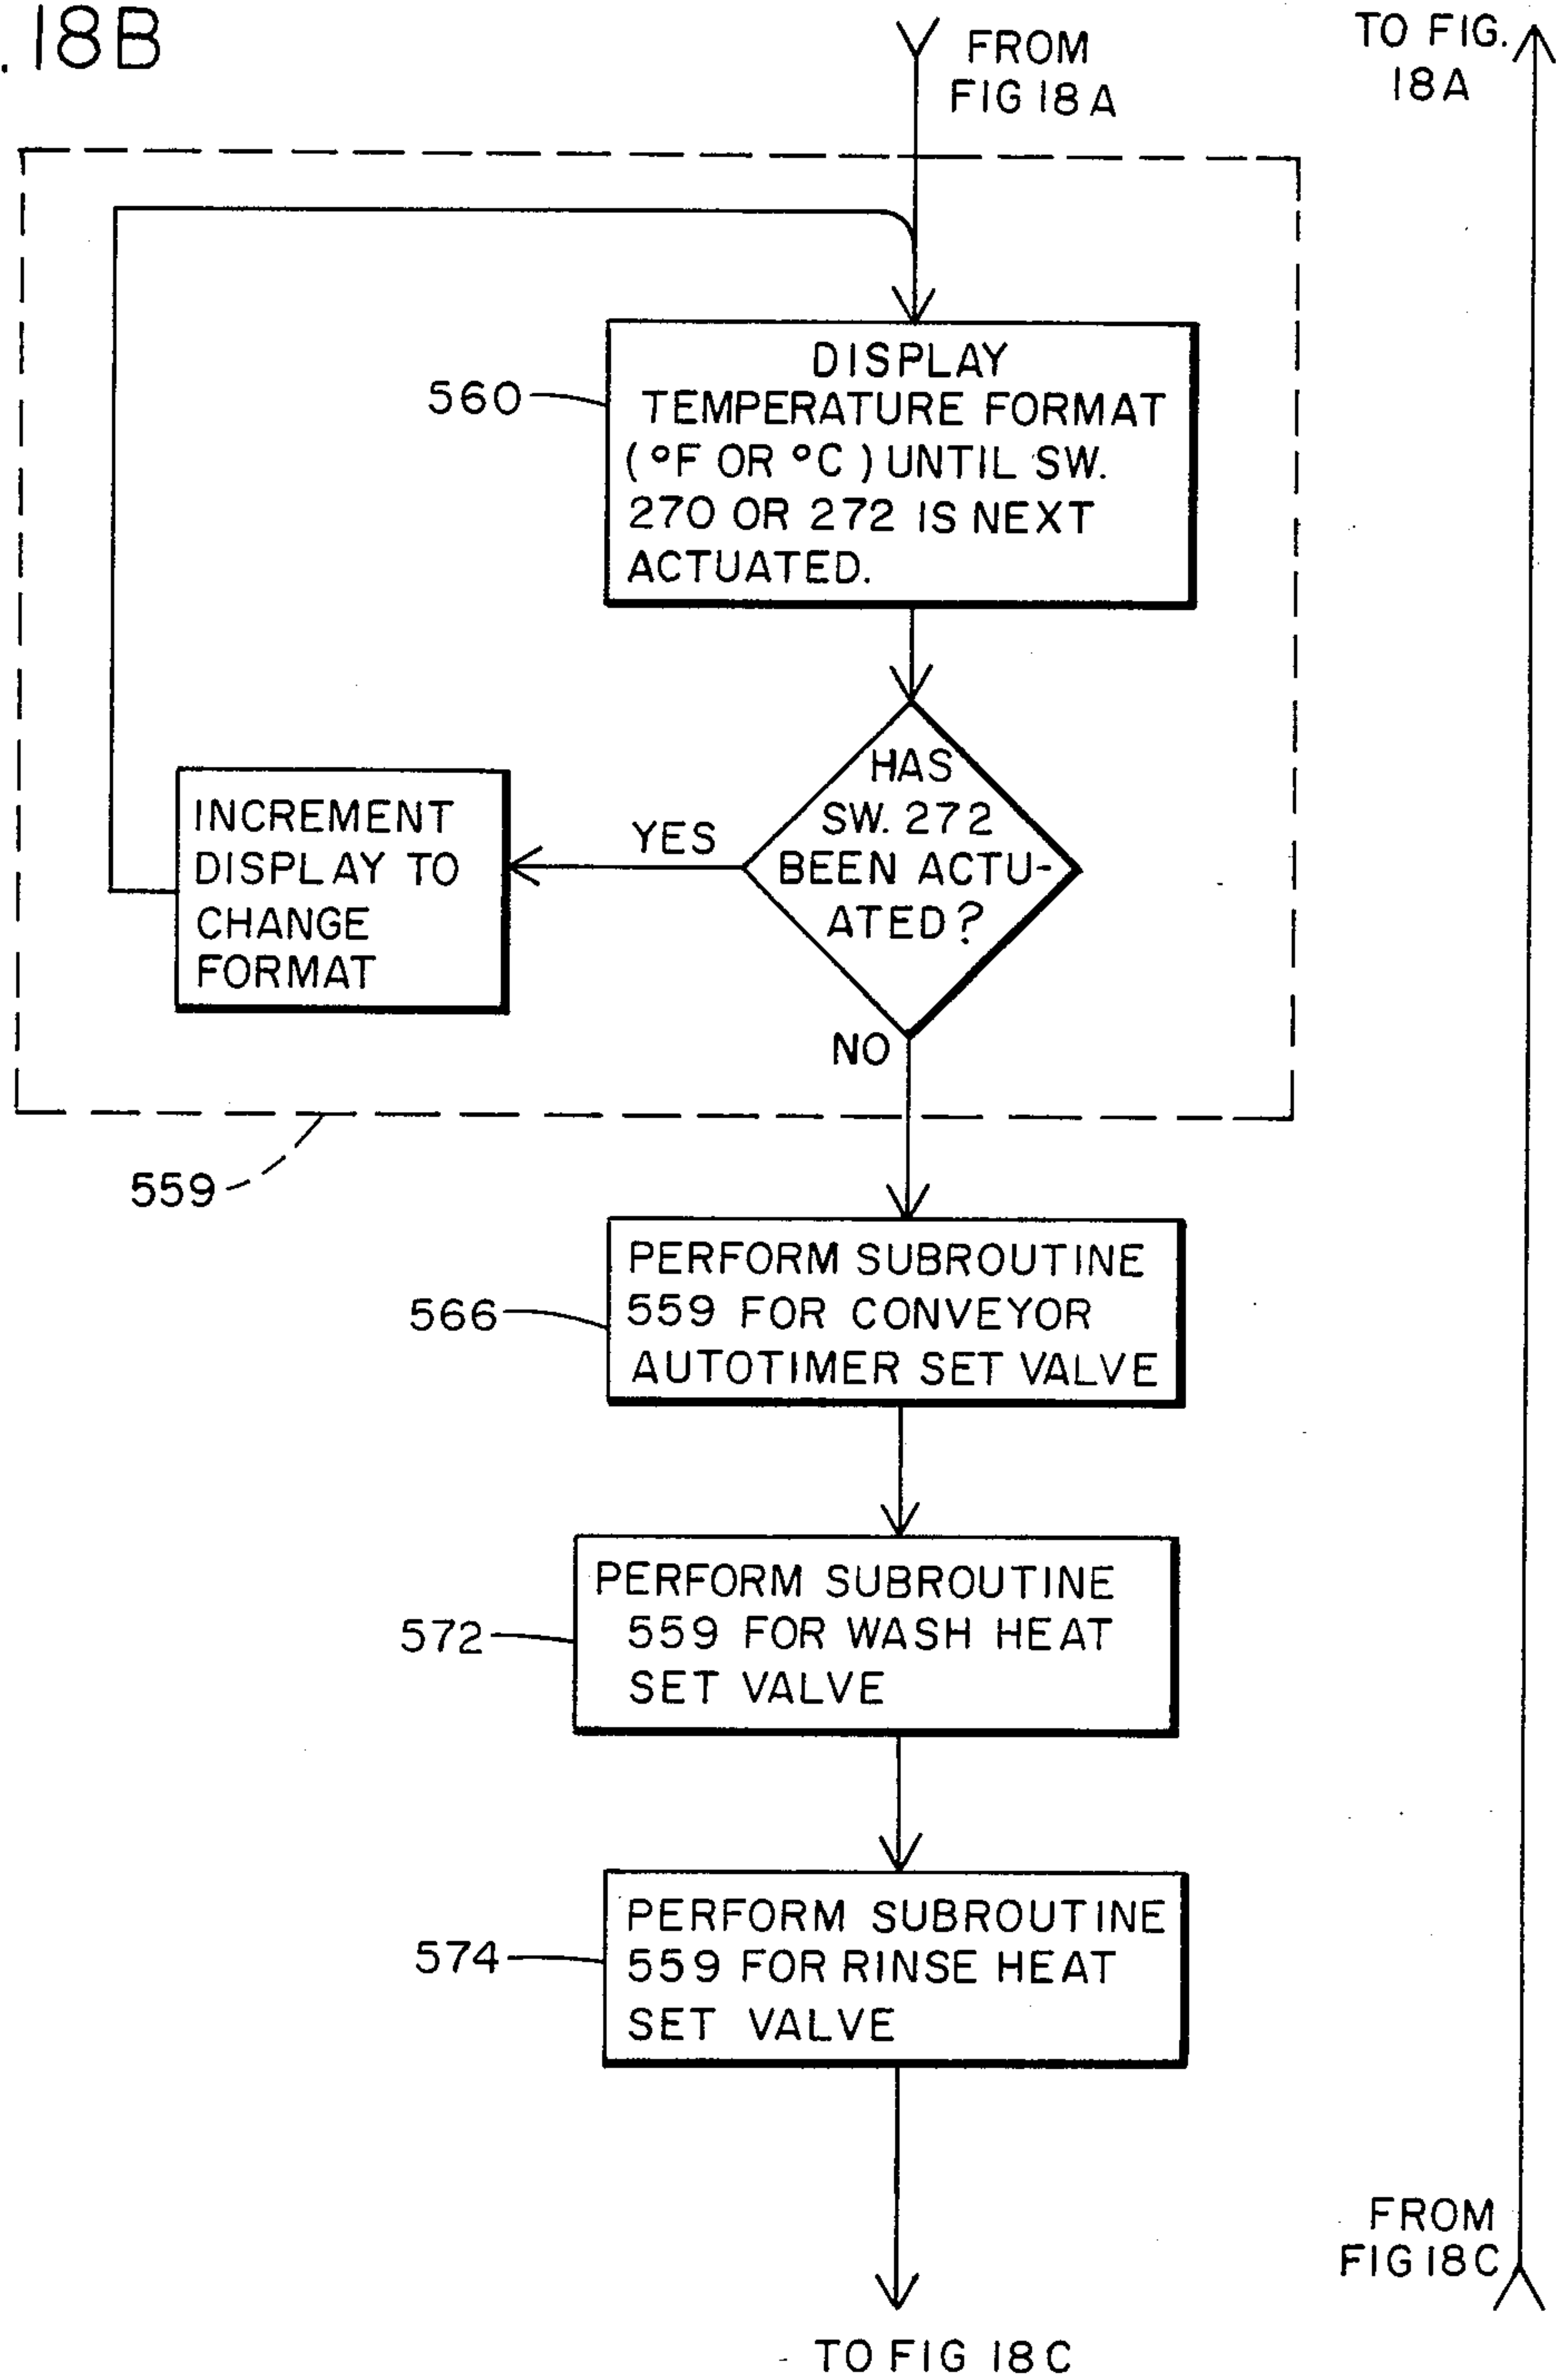 . 18B
FROM
FIG 18A
TO FIG.
18A
DISPLAY
TEMPERATURE FORMAT
(°F OR °C) UNTIL SW.
270 OR 272 IS NEXT
ACTUATED.
560
HAS
SW. 272
BEEN ACTU-
ATED?
YES
INCREMENT
DISPLAY TO
CHANGE
FORMAT
NO
559
PERFORM SUBROUTINE
559 FOR CONVEYOR
AUTOTIMER SET VALVE
566
PERFORM SUBROUTINE
559 FOR WASH HEAT
SET VALVE
572
PERFORM SUBROUTINE
559 FOR RINSE HEAT
SET VALVE
574
FROM
FIG 18C
TO FIG 18C